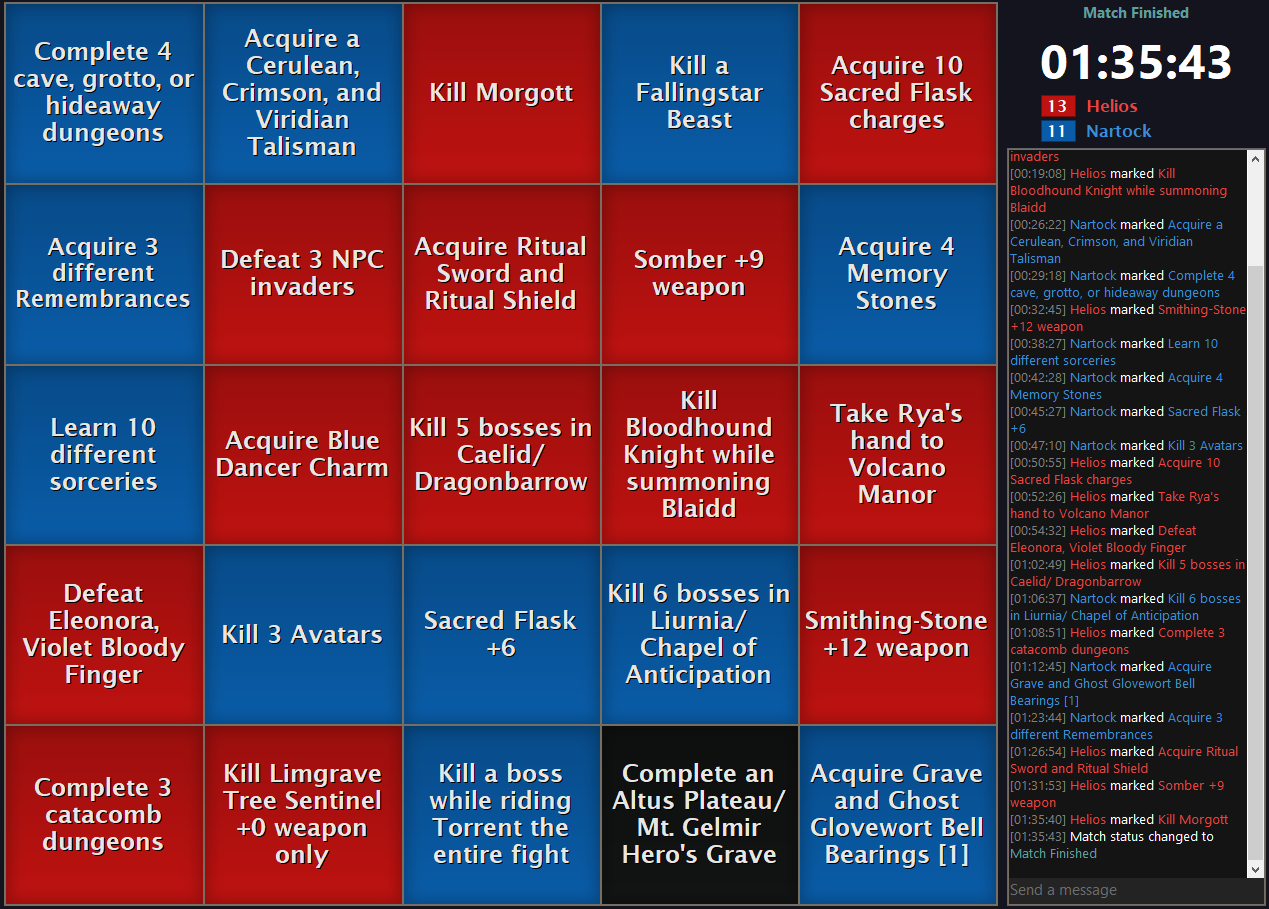 Complete 4
cave, grotto, or
hideaway
dungeons
Acquire a
Cerulean,
Crimson, and
Viridian
Talisman
Kill Morgott
Kill a
Fallingstar
Beast
Acquire 10
Sacred Flask
charges
Acquire 3
different
Remembrances
Defeat 3 NPC
invaders
Acquire Ritual
Sword and
Ritual Shield
Somber +9
weapon
Acquire 4
Memory
Stones
Learn 10
different
sorceries
Acquire Blue
Dancer Charm
Kill 5 bosses in
Caelid/
Dragonbarrow
Kill
Bloodhound
Knight while
summoning
Blaidd
Take Rya's
hand to
Volcano
Manor
Defeat
Eleonora,
Violet Bloody
Finger
Kill 3 Avatars
Sacred Flask
+6
Kill 6 bosses in
Liurnia/
Chapel of
Anticipation
Smithing-Stone
+12 weapon
Complete 3
catacomb
dungeons
Kill Limgrave
Tree Sentinel
+0 weapon
only
Kill a boss
while riding
Torrent the
entire fight
Complete an
Altus Plateau/
Mt. Gelmir
Hero's Grave
Acquire Grave
and Ghost
Glovewort Bell
Bearings [1]
Match Finished
01:35:43
13 Helios
11 Nartock
invaders
[00:19:08] Helios marked Kill
Bloodhound Knight while summoning
Blaidd
[00:26:22] Nartock marked Acquire a
Cerulean, Crimson, and Viridian
Talisman
[00:29:18] Nartock marked Complete 4
cave, grotto, or hideaway dungeons
[00:32:45] Helios marked Smithing-Stone
+12 weapon
[00:38:27] Nartock marked Learn 10
different sorceries
[00:42:28] Nartock marked Acquire 4
Memory Stones
[00:45:27] Nartock marked Sacred Flask
+6
[00:47:10] Nartock marked Kill 3 Avatars
[00:50:55] Helios marked Acquire 10
Sacred Flask charges
[00:52:26] Helios marked Take Rya's
hand to Volcano Manor
[00:54:32] Helios marked Defeat
Eleonora, Violet Bloody Finger
[01:02:49] Helios marked Kill 5 bosses in
Caelid/ Dragonbarrow
[01:06:37] Nartock marked Kill 6 bosses
in Liurnia/ Chapel of Anticipation
[01:08:51] Helios marked Complete 3
catacomb dungeons
[01:12:45] Nartock marked Acquire
Grave and Ghost Glovewort Bell
Bearings [1]
[01:23:44] Nartock marked Acquire 3
different Remembrances
[01:26:54] Helios marked Acquire Ritual
Sword and Ritual Shield
[01:31:53] Helios marked Somber +9
weapon
[01:35:40] Helios marked Kill Morgott
[01:35:43] Match status changed to
Match Finished
Send a message